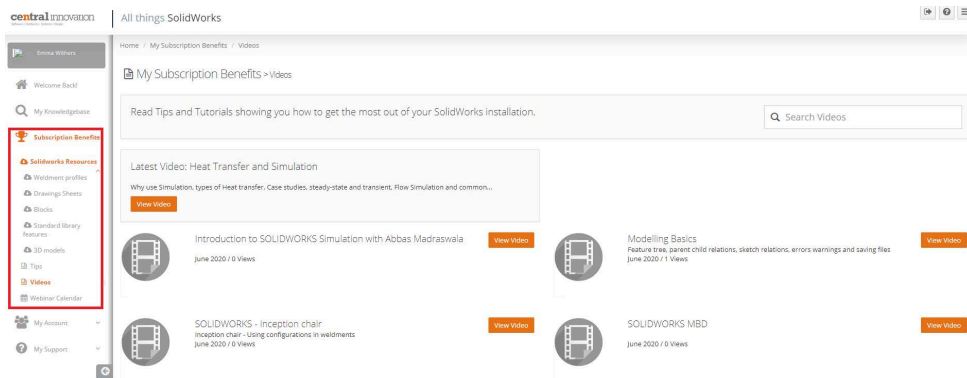 central innovation
All things SolidWorks
Emma Withers
Home / My Subscription Benefits / Videos
My Subscription Benefits > Videos
Welcome Back!
My Knowledgebase
Subscription Benefits
Solidworks Resources
Weldment profiles
Drawings Sheets
Blocks
Standard library
features
3D models
Tips
Videos
Webinar Calendar
My Account
My Support
Read Tips and Tutorials showing you how to get the most out of your SolidWorks installation.
Search Videos
Latest Video: Heat Transfer and Simulation
Why use Simulation, types of Heat transfer, Case studies, steady-state and transient, Flow Simulation and common...
View Video
Introduction to SOLIDWORKS Simulation with Abbas Madraswala
June 2020 / 0 Views
View Video
Modelling Basics
Feature tree, parent child relations, sketch relations, errors warnings and saving files
June 2020 / 1 Views
View Video
SOLIDWORKS - Inception chair
Inception chair - Using configurations in weldments
June 2020 / 0 Views
View Video
SOLIDWORKS MBD
June 2020 / 0 Views
View Video